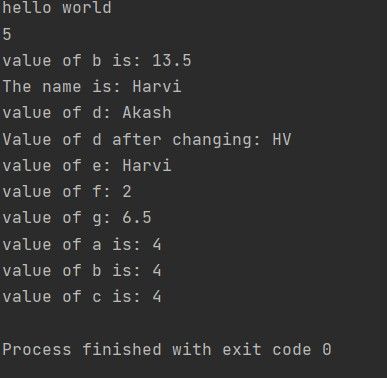 hello world
5
value of b is: 13.5
The name is: Harvi
value of d: Akash
Value of d after changing: HV
value of e: Harvi
value of f: 2
value of g: 6.5
value of a is: 4
value of b is: 4
value of c is: 4
Process finished with exit code 0